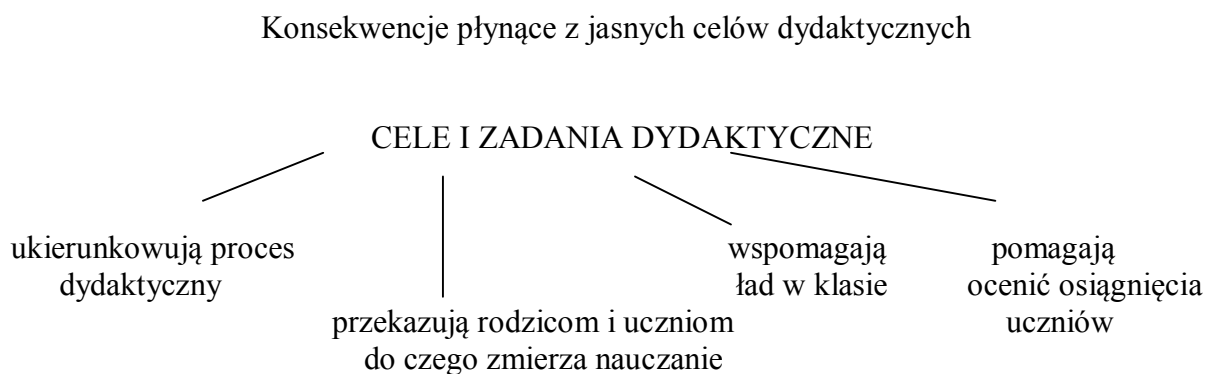 Konsekwencje płynące z jasnych celów dydaktycznych
CELE I ZADANIA DYDAKTYCZNE
ukierunkowują proces
dydaktyczny
przekazują rodzicom i uczniom
do czego zmierza nauczanie
wspomagają
ład w klasie
pomagają
ocenić osiągnięcia
uczniów